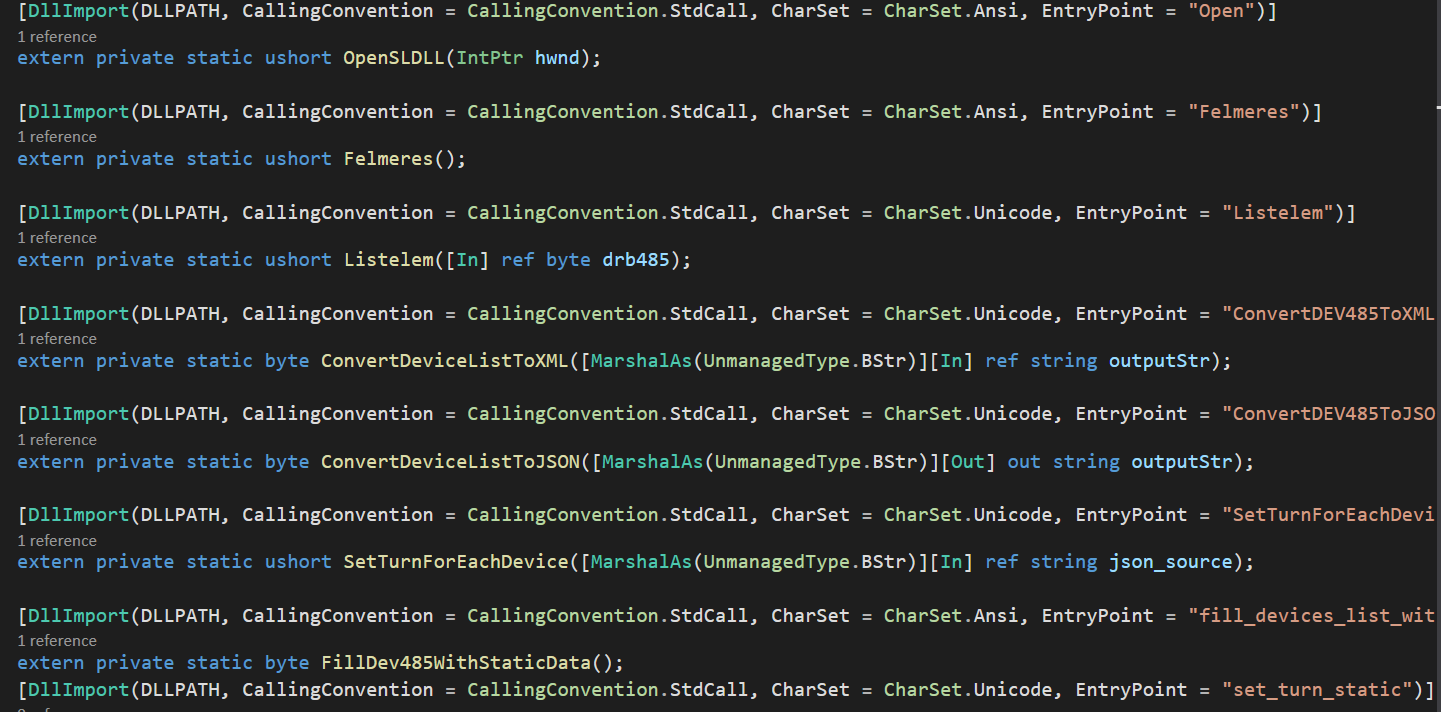 [DllImport(DLLPATH, CallingConvention = CallingConvention.StdCall, CharSet = CharSet.Ansi, EntryPoint = "Open")]
1 reference
extern private static ushort OpenSLDLL(IntPtr hwnd);
[DllImport(DLLPATH, CallingConvention = CallingConvention.StdCall, CharSet = CharSet.Ansi, EntryPoint = "Felmeres")]
1 reference
extern private static ushort Felmeres();
[DllImport(DLLPATH, CallingConvention = CallingConvention.StdCall, CharSet = CharSet.Unicode, EntryPoint = "Listelem")]
1 reference
extern private static ushort Listelem([In] ref byte drb485);
[DllImport(DLLPATH, CallingConvention = CallingConvention.StdCall, CharSet = CharSet.Unicode, EntryPoint = "ConvertDEV485ToXML
1 reference
extern private static byte ConvertDeviceListToXML([MarshalAs(UnmanagedType.BStr)][In] ref string outputStr);
[DllImport(DLLPATH, CallingConvention = CallingConvention.StdCall, CharSet = CharSet.Unicode, EntryPoint = "ConvertDEV485ToJSO
1 reference
extern private static byte ConvertDeviceListToJSON([MarshalAs(UnmanagedType.BStr)][Out] out string outputStr);
[DllImport(DLLPATH, CallingConvention = CallingConvention.StdCall, CharSet = CharSet.Unicode, EntryPoint = "SetTurnForEachDevi
1 reference
extern private static ushort SetTurnForEachDevice([MarshalAs(UnmanagedType.BStr)][In] ref string json_source);
[DllImport(DLLPATH, CallingConvention = CallingConvention.StdCall, CharSet = CharSet.Ansi, EntryPoint = "fill_devices_list_wit
1 reference
extern private static byte FillDev485WithStaticData();
[DllImport(DLLPATH, CallingConvention = CallingConvention.StdCall, CharSet = CharSet.Unicode, EntryPoint = "set_turn_static")]